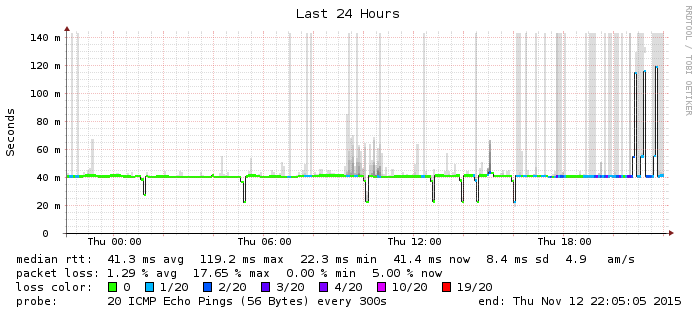 Last 24 Hours
RRDTOOL / TOBI OETIKER
Seconds
140 m
120 m
100 m
80 m
60 m
40 m
20 m
0
Thu 00:00 Thu 06:00 Thu 12:00 Thu 18:00
median rtt: 41.3 ms avg 119.2 ms max 22.3 ms min 41.4 ms now 8.4 ms sd 4.9 am/s
packet loss: 1.29 % avg 17.65 % max 0.00 % min 5.00 % now
loss color: 0 1/20 2/20 3/20 4/20 10/20 19/20
probe: 20 ICMP Echo Pings (56 Bytes) every 300s end: Thu Nov 12 22:05:05 2015